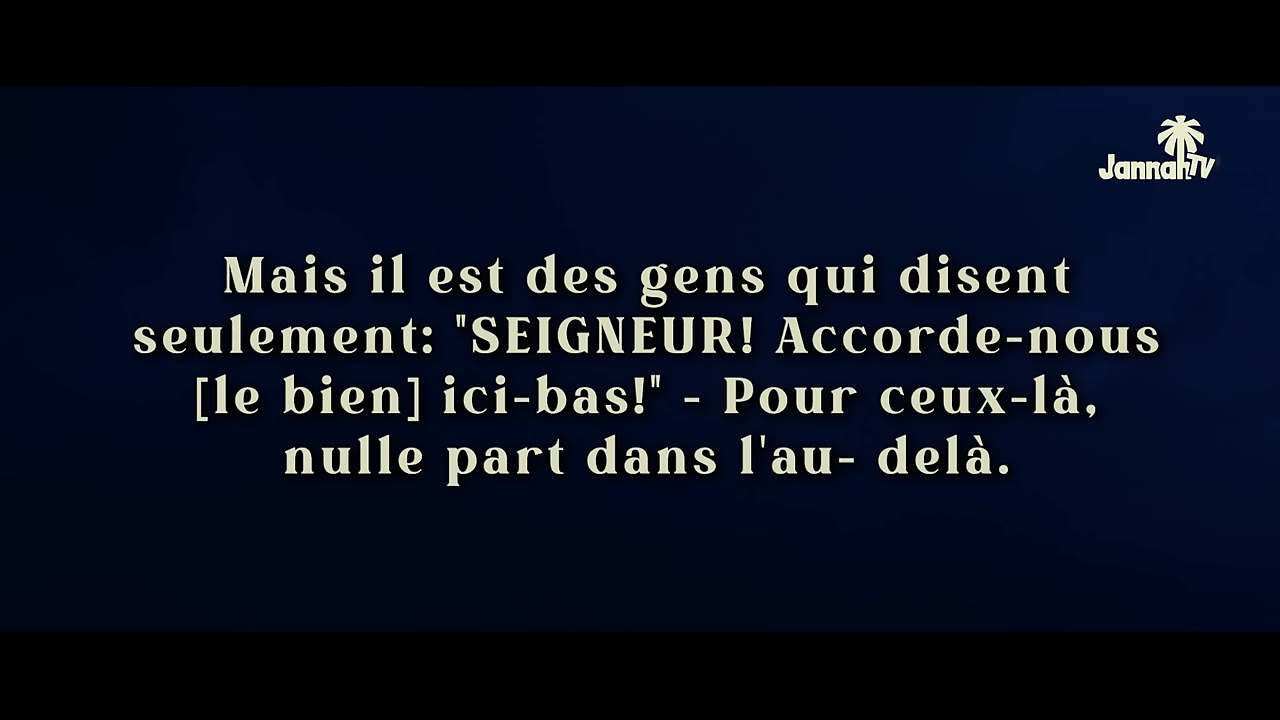 JannahTV
Mais il est des gens qui disent
seulement: "SEIGNEUR! Accorde-nous
[le bien] ici-bas!" - Pour ceux-là,
nulle part dans l'au- delà.